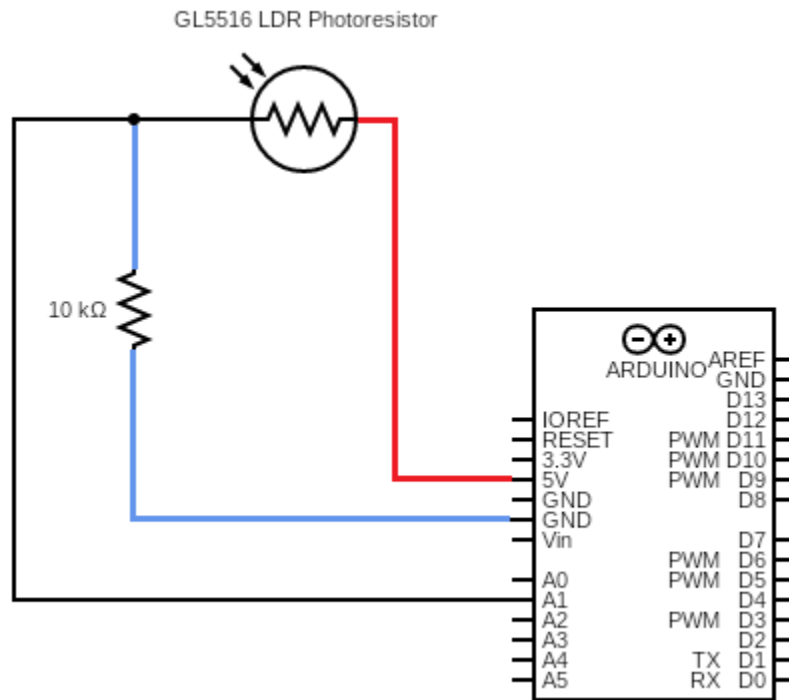 GL5516 LDR Photoresistor
10 kΩ
ARDUINO
AREF
GND
D13
IOREF D12
RESET PWM D11
3.3V PWM D10
5V PWM D9
GND D8
GND
Vin D7
PWM D6
A0 PWM D5
A1 D4
A2 PWM D3
A3 D2
A4 TX D1
A5 RX D0